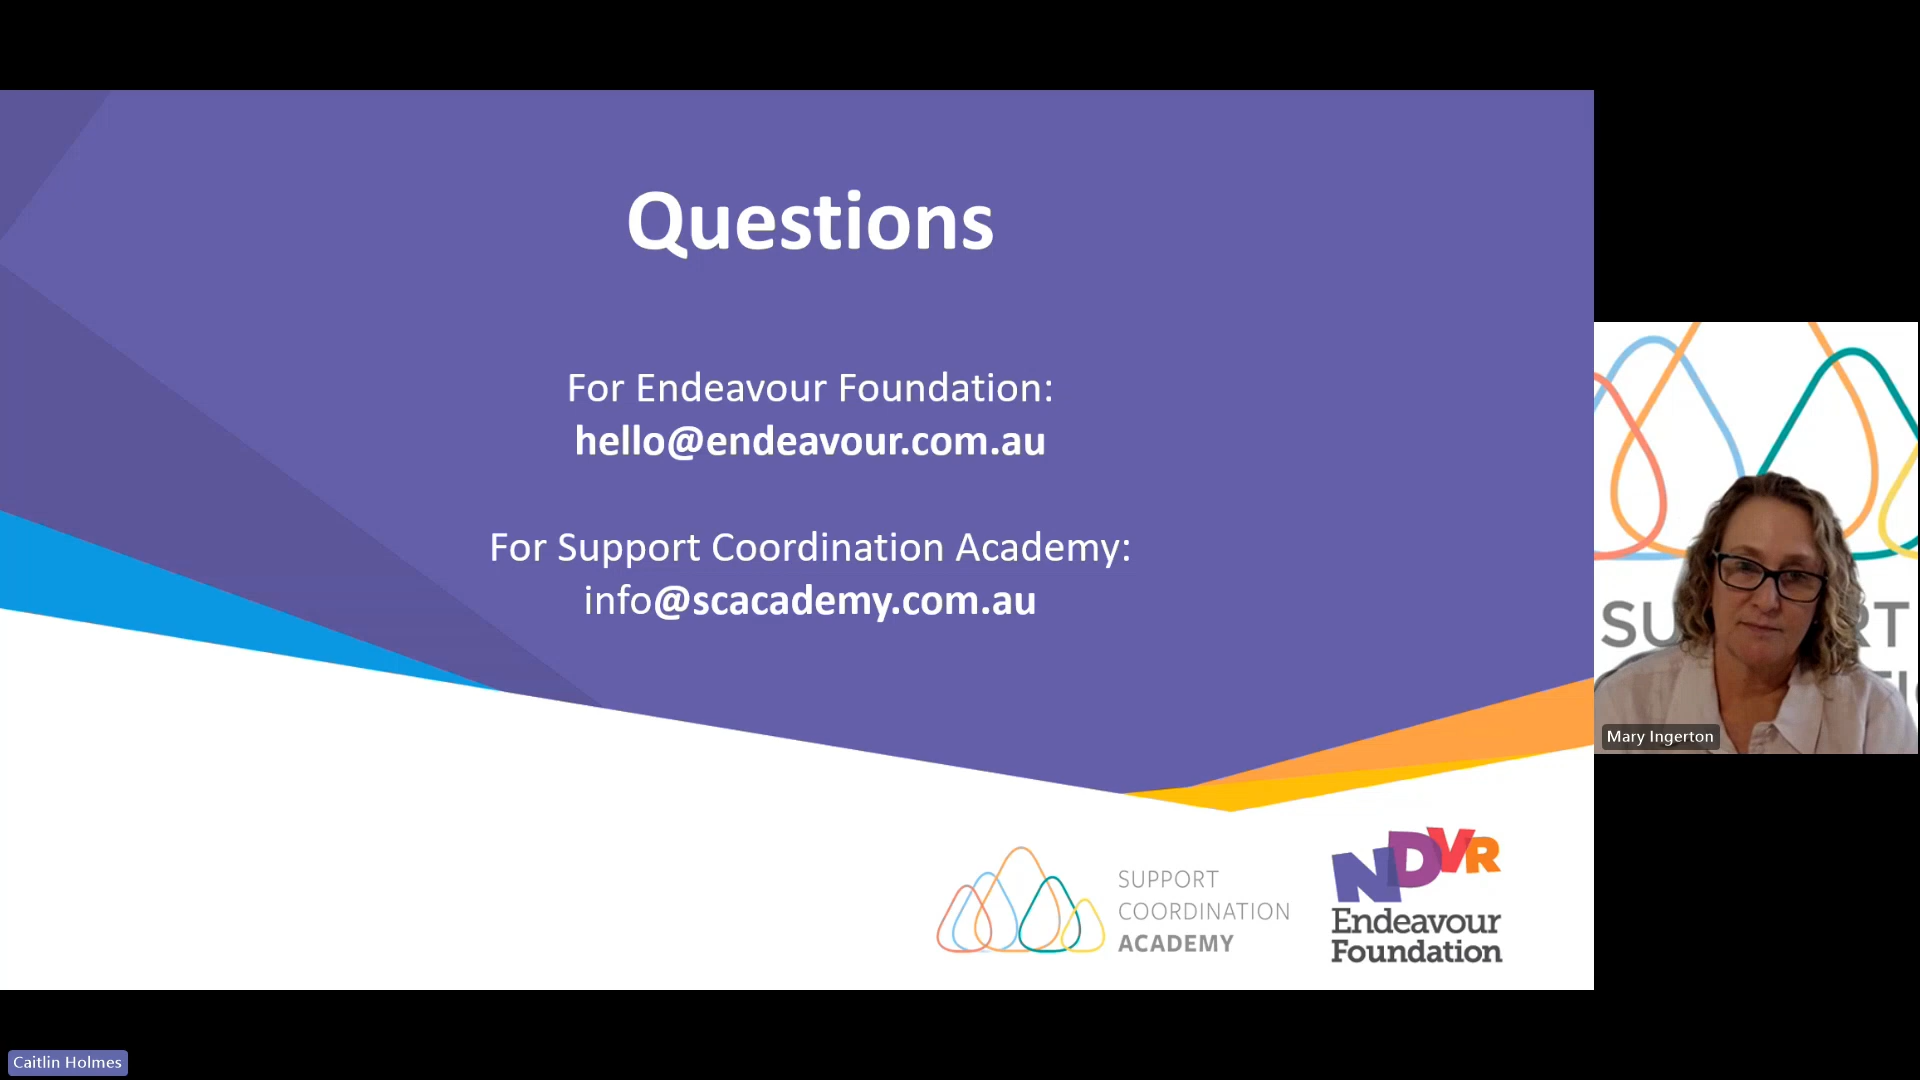 Questions
For Endeavour Foundation:
hello@endeavour.com.au
For Support Coordination Academy:
info@scacademy.com.au
SUPPORT
COORDINATION
ACADEMY
NDVR
Endeavour
Foundation
Mary Ingerton
Caitlin Holmes